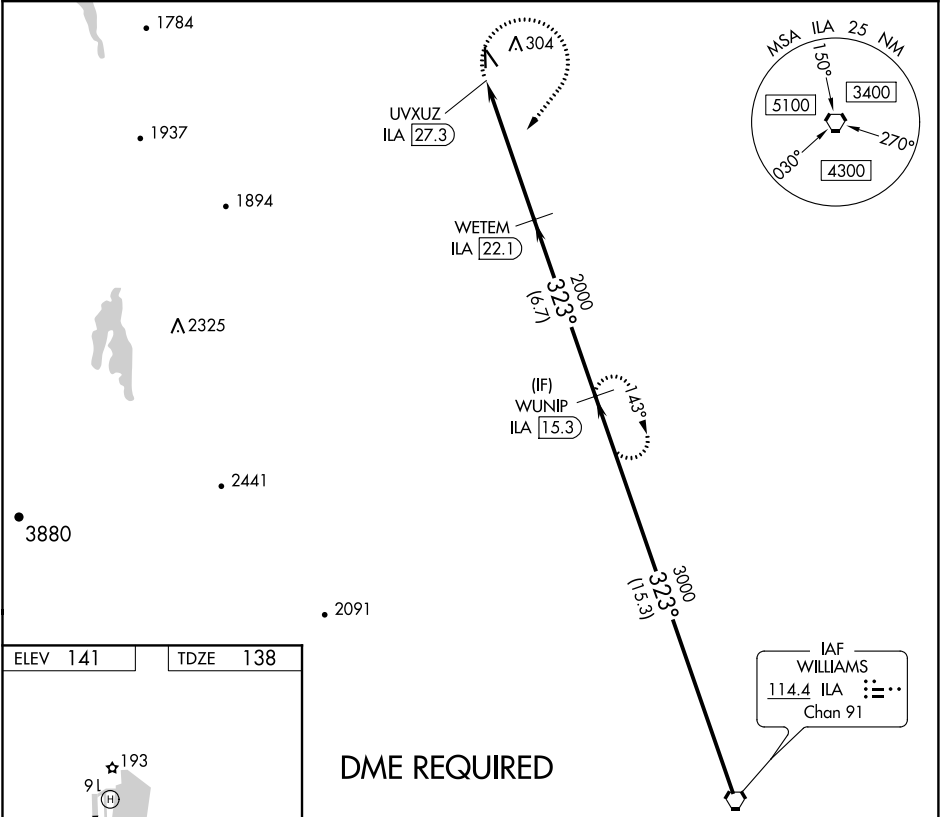 1784
304
MSA ILA 25 NM
150°
5100
3400
030°
270°
4300
UVXUZ
ILA 27.3
1937
1894
WETEM
ILA 22.1
2000
323°
(6.7)
2325
(IF)
WUNIP
ILA 15.3
143°
2441
3880
3000
323°
(15.3)
2091
ELEV 141
TDZE 138
IAF
WILLIAMS
114.4 ILA
Chan 91
DME REQUIRED
193
16
H